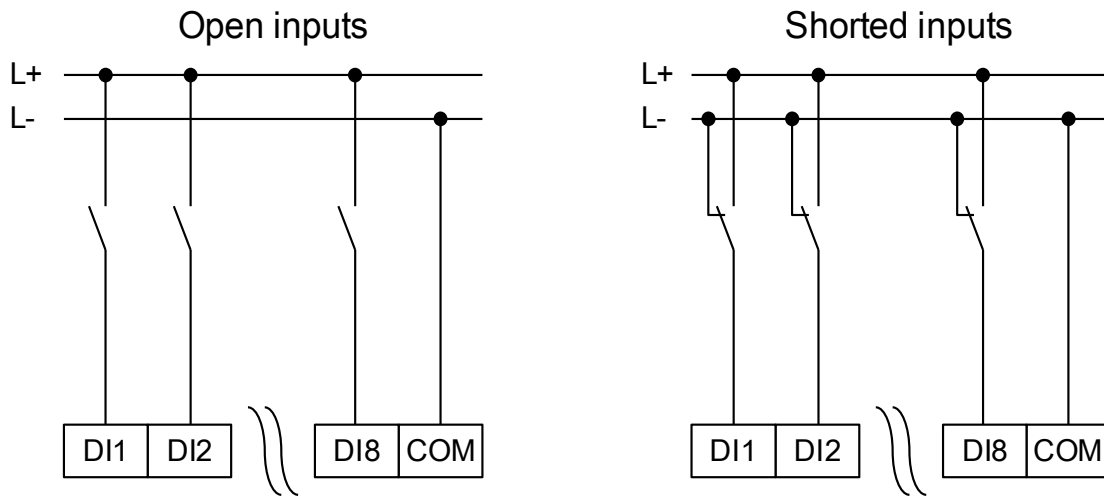 Open inputs
L+
L-
DI1 DI2 DI8 COM
Shorted inputs
L+
L-
DI1 DI2 DI8 COM